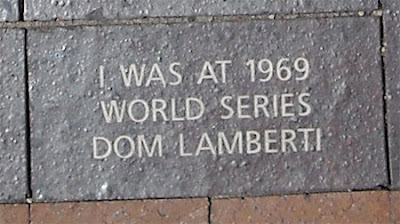 I WAS AT 1969
WORLD SERIES
DOM LAMBERTI